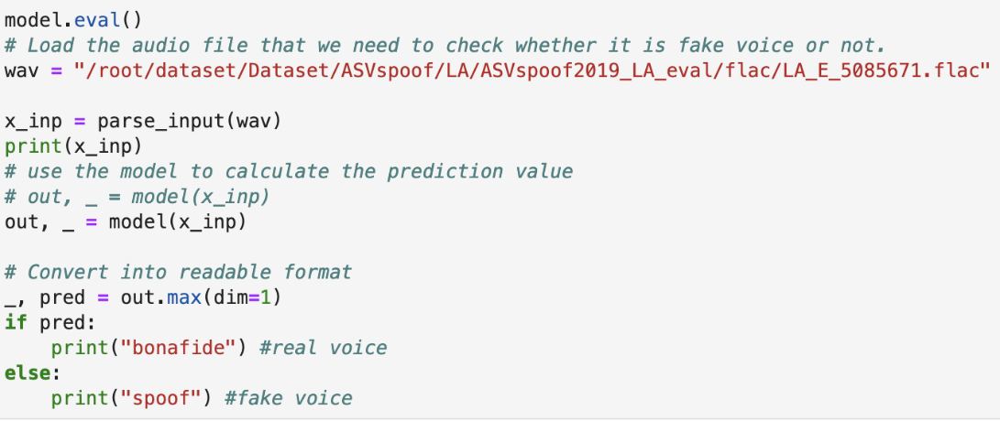 model.eval()
# Load the audio file that we need to check whether it is fake voice or not.
wav = "/root/dataset/Dataset/ASVspoof/LA/ASVspoof2019_LA_eval/flac/LA_E_5085671.flac"

x_inp = parse_input(wav)
print(x_inp)
# use the model to calculate the prediction value
# out, _ = model(x_inp)
out, _ = model(x_inp)

# Convert into readable format
_, pred = out.max(dim=1)
if pred:
    print("bonafide") #real voice
else:
    print("spoof") #fake voice